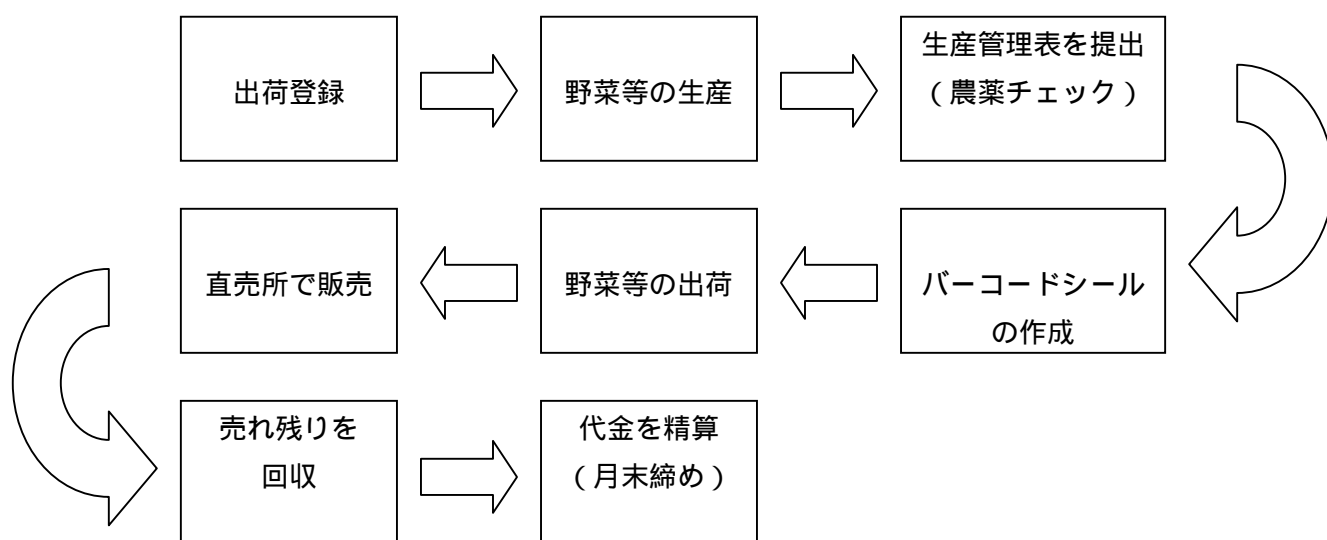 出荷登録
野菜等の生産
生産管理表を提出
(農薬チェック)
バーコードシール
の作成
野菜等の出荷
直売所で販売
売れ残りを
回収
代金を精算
(月末締め)